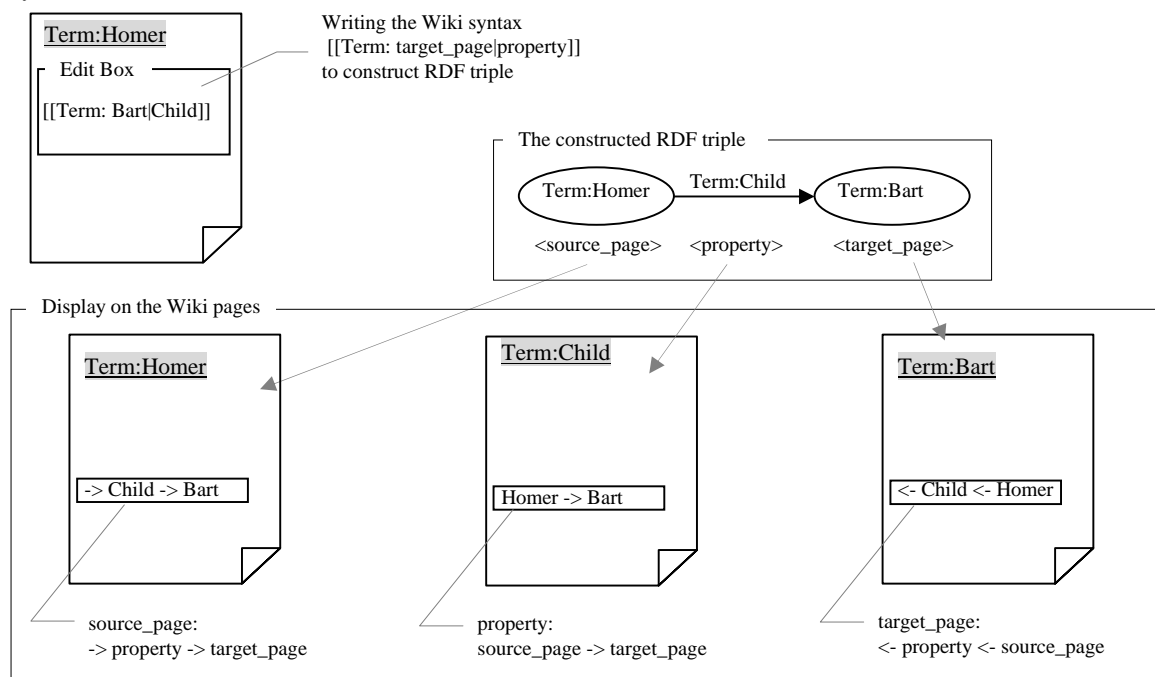 Term:Homer
Edit Box
[[Term: Bart|Child]]
Writing the Wiki syntax
[[Term: target_page|property]]
to construct RDF triple
The constructed RDF triple
Term:Homer
Term:Child
Term:Bart
<source_page>
<property>
<target_page>
Display on the Wiki pages
Term:Homer
-> Child -> Bart
source_page:
-> property -> target_page
Term:Child
Homer -> Bart
property:
source_page -> target_page
Term:Bart
<- Child <- Homer
target_page:
<- property <- source_page